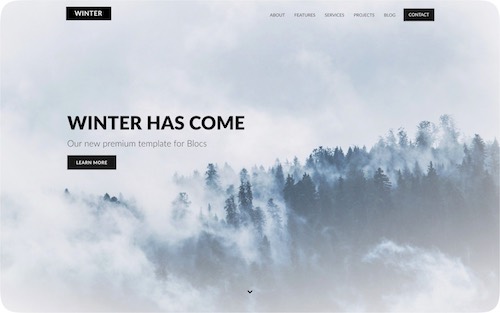 WINTER
ABOUT FEATURES SERVICES PROJECTS BLOG CONTACT
WINTER HAS COME
Our new premium template for Blocs
LEARN MORE